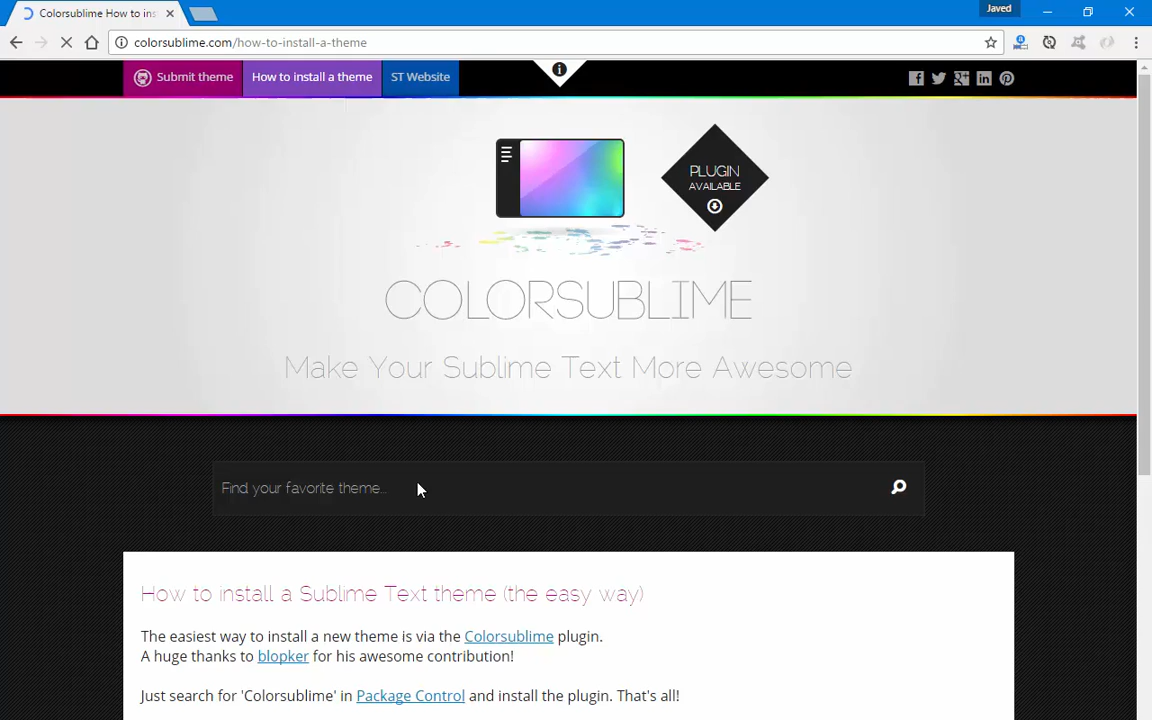 Colorsublime How to ins
Javed
colorsublime.com/how-to-install-a-theme
Submit theme
How to install a theme
ST Website
PLUGIN
AVAILABLE
COLORSUBLIME
Make Your Sublime Text More Awesome
Find your favorite theme...
How to install a Sublime Text theme (the easy way)
The easiest way to install a new theme is via the Colorsublime plugin.
A huge thanks to blopker for his awesome contribution!
Just search for 'Colorsublime' in Package Control and install the plugin. That's all!